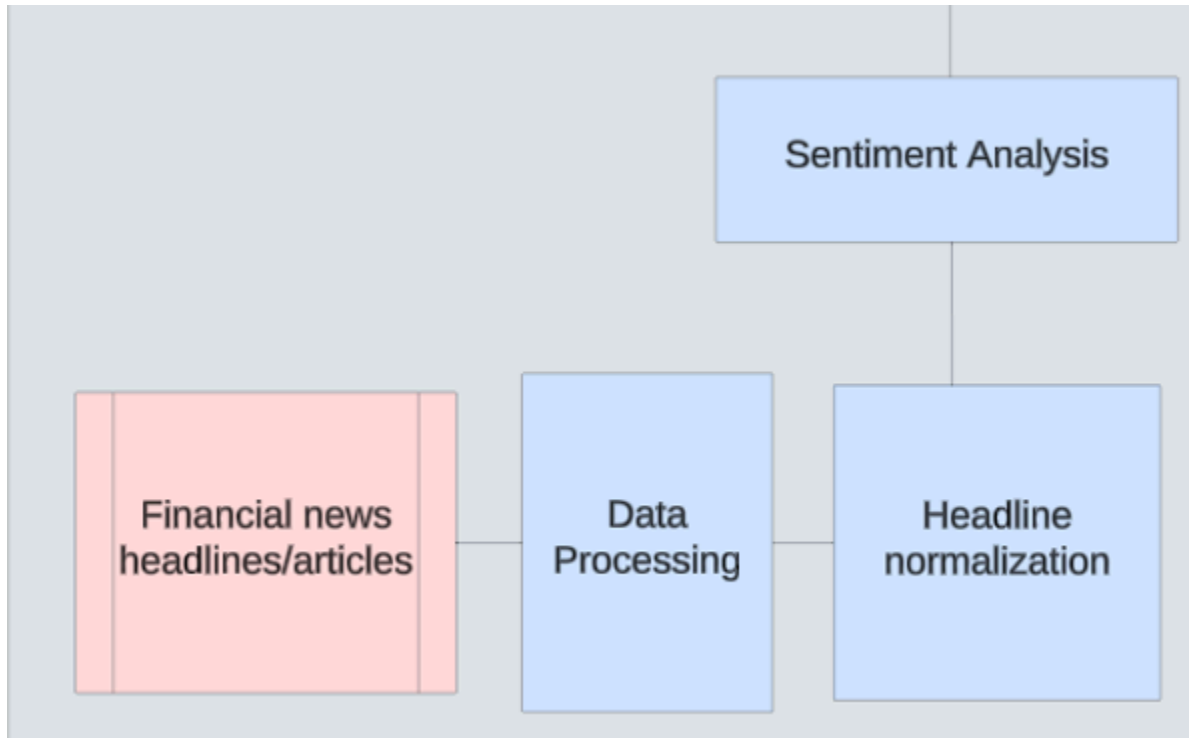 Sentiment Analysis
Financial news
headlines/articles
Data
Processing
Headline
normalization